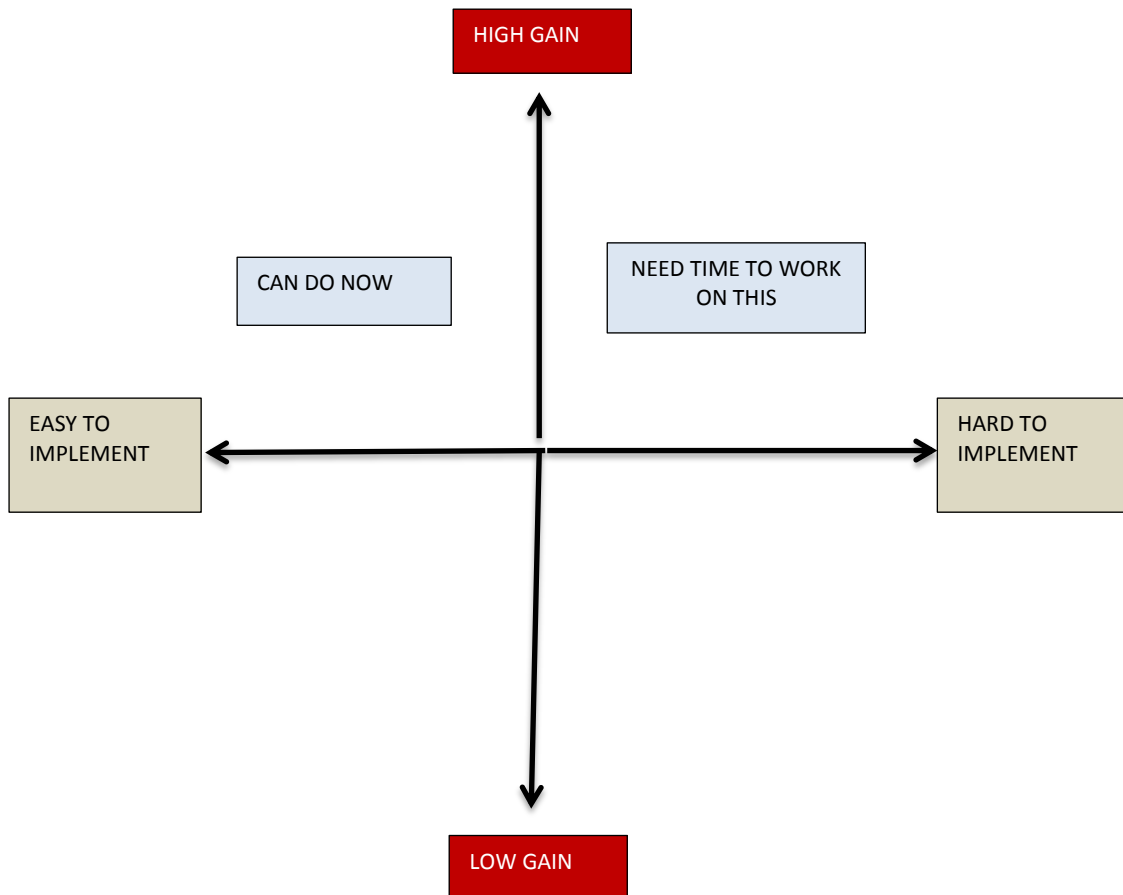 HIGH GAIN
CAN DO NOW
NEED TIME TO WORK
ON THIS
EASY TO
IMPLEMENT
HARD TO
IMPLEMENT
LOW GAIN